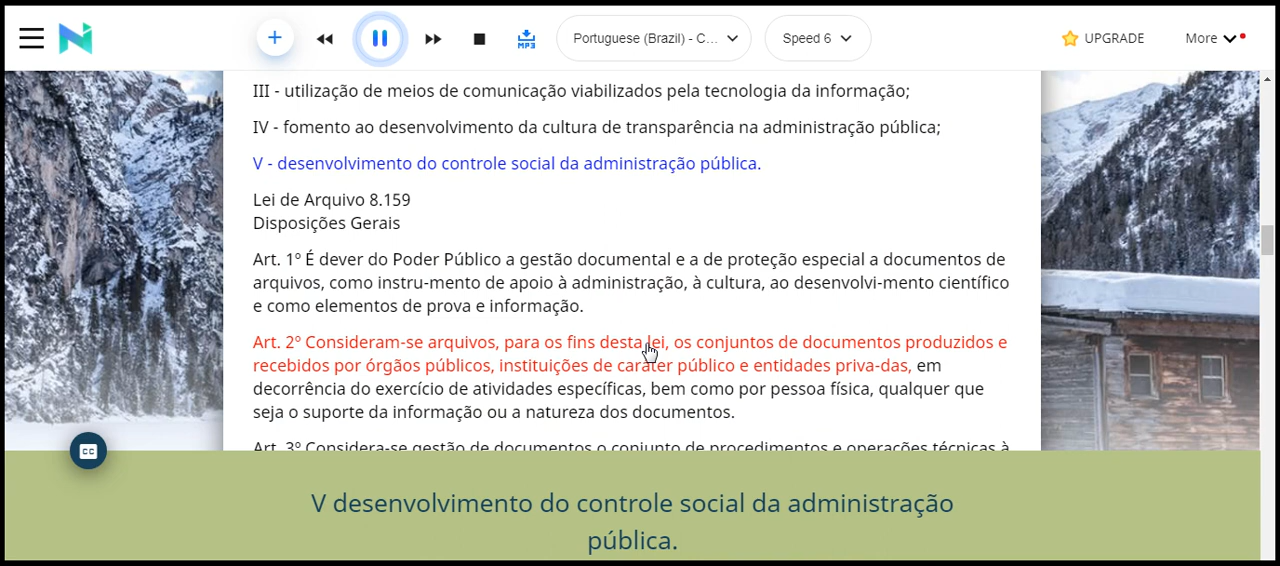 MP3
Portuguese (Brazil) - C...
Speed 6
UPGRADE
More
III - utilização de meios de comunicação viabilizados pela tecnologia da informação;
IV - fomento ao desenvolvimento da cultura de transparência na administração pública;
V - desenvolvimento do controle social da administração pública.
Lei de Arquivo 8.159
Disposições Gerais
Art. 1º É dever do Poder Público a gestão documental e a de proteção especial a documentos de
arquivos, como instru-mento de apoio à administração, à cultura, ao desenvolvi-mento científico
e como elementos de prova e informação.
Art. 2º Consideram-se arquivos, para os fins desta lei, os conjuntos de documentos produzidos e
recebidos por órgãos públicos, instituições de caráter público e entidades priva-das, em
decorrência do exercício de atividades específicas, bem como por pessoa física, qualquer que
seja o suporte da informação ou a natureza dos documentos.
Art. 3º Considera-se gestão de documentos o conjunto de procedimentos e operações técnicas à
CC
V desenvolvimento do controle social da administração
pública.